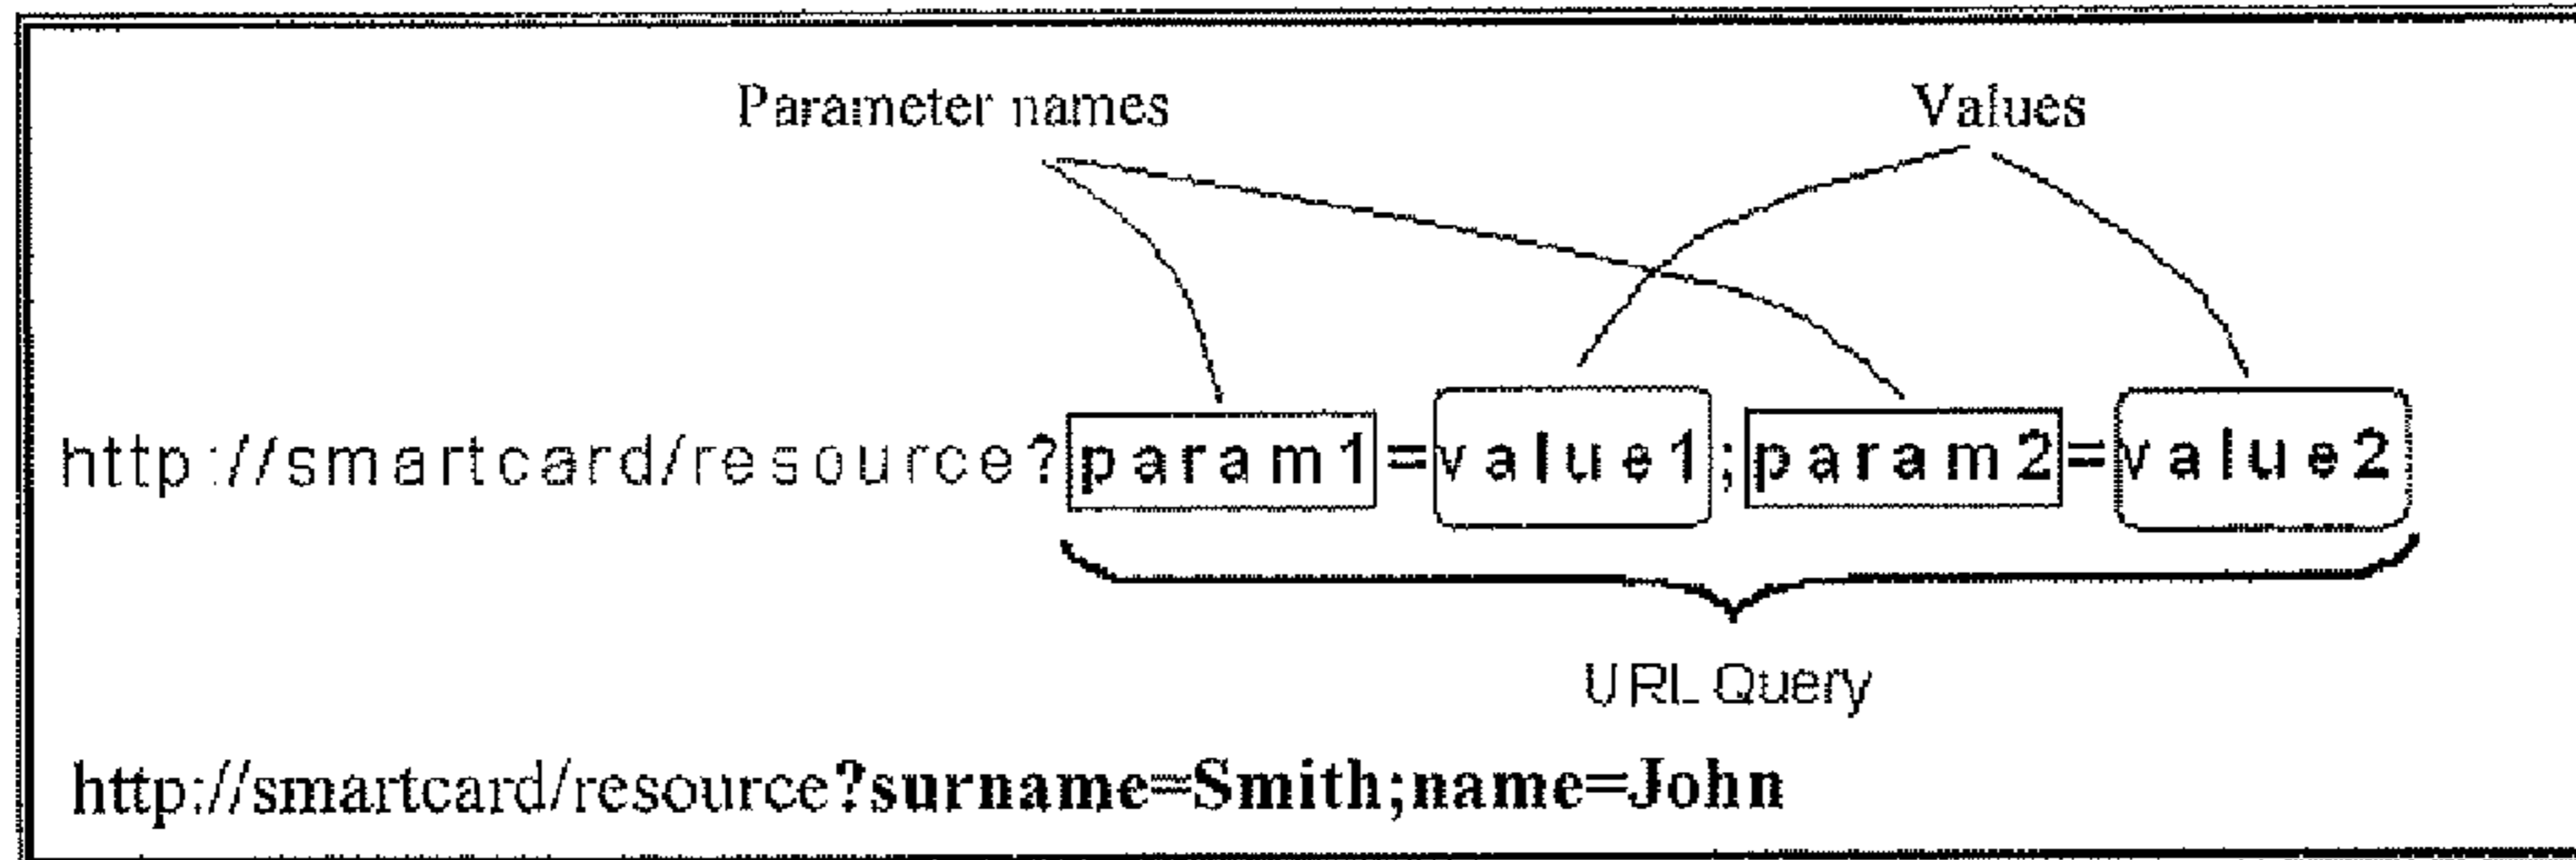 Parameter names Values
http://smartcard/resource?param1=value1;param2=value2
URL Query
http://smartcard/resource?surname=Smith;name=John